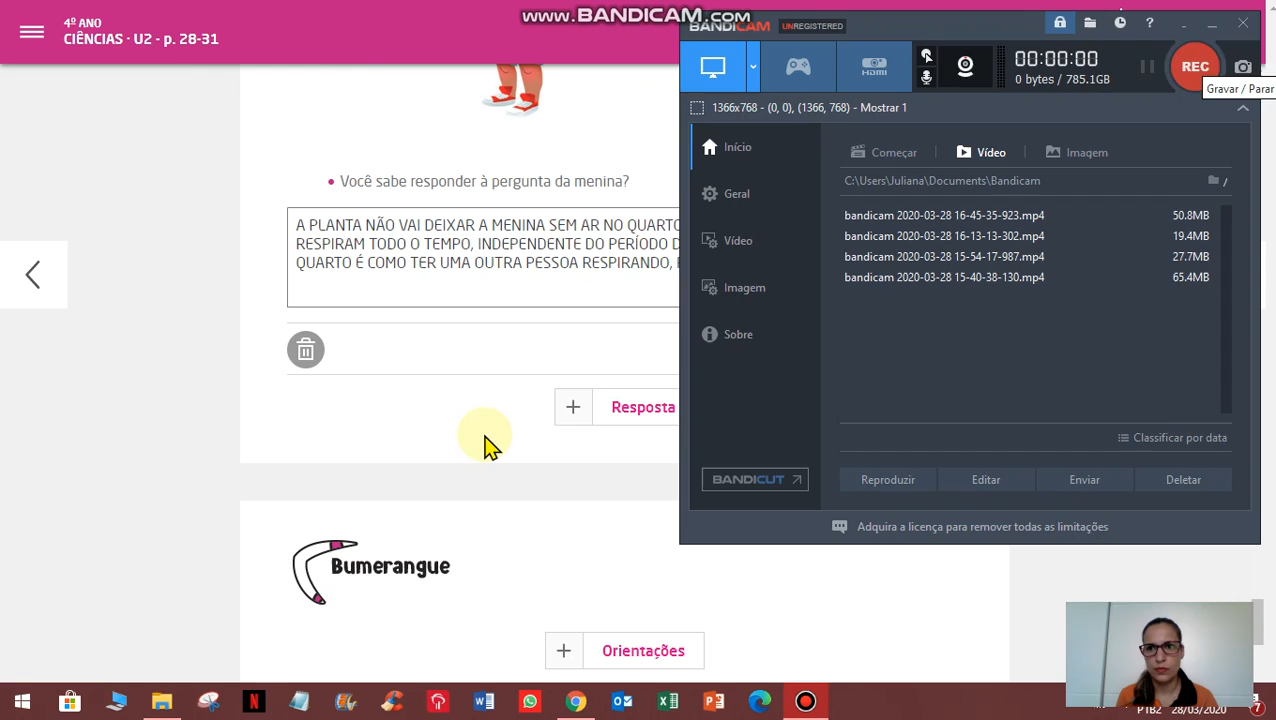 www.BANDICAM.com
4º ANO
CIÊNCIAS · U2 - p. 28-31
BANDICAM UNREGISTERED
HDMI
00:00:00
0 bytes / 785.1GB
REC
Gravar / Parar
1366x768 - (0, 0), (1366, 768) - Mostrar 1
Início
Geral
Vídeo
Imagem
Sobre
BANDICUT
Começar
Vídeo
Imagem
C:\Users\Juliana\Documents\Bandicam
/
bandicam 2020-03-28 16-45-35-923.mp4 50.8MB
bandicam 2020-03-28 16-13-13-302.mp4 19.4MB
bandicam 2020-03-28 15-54-17-987.mp4 27.7MB
bandicam 2020-03-28 15-40-38-130.mp4 65.4MB
Classificar por data
Reproduzir Editar Enviar Deletar
Adquira a licença para remover todas as limitações
• Você sabe responder à pergunta da menina?
A PLANTA NÃO VAI DEIXAR A MENINA SEM AR NO QUARTO
RESPIRAM TODO O TEMPO, INDEPENDENTE DO PERÍODO D
QUARTO É COMO TER UMA OUTRA PESSOA RESPIRANDO,
+ Resposta
Bumerangue
+ Orientações
PTB2 28/03/2020
7